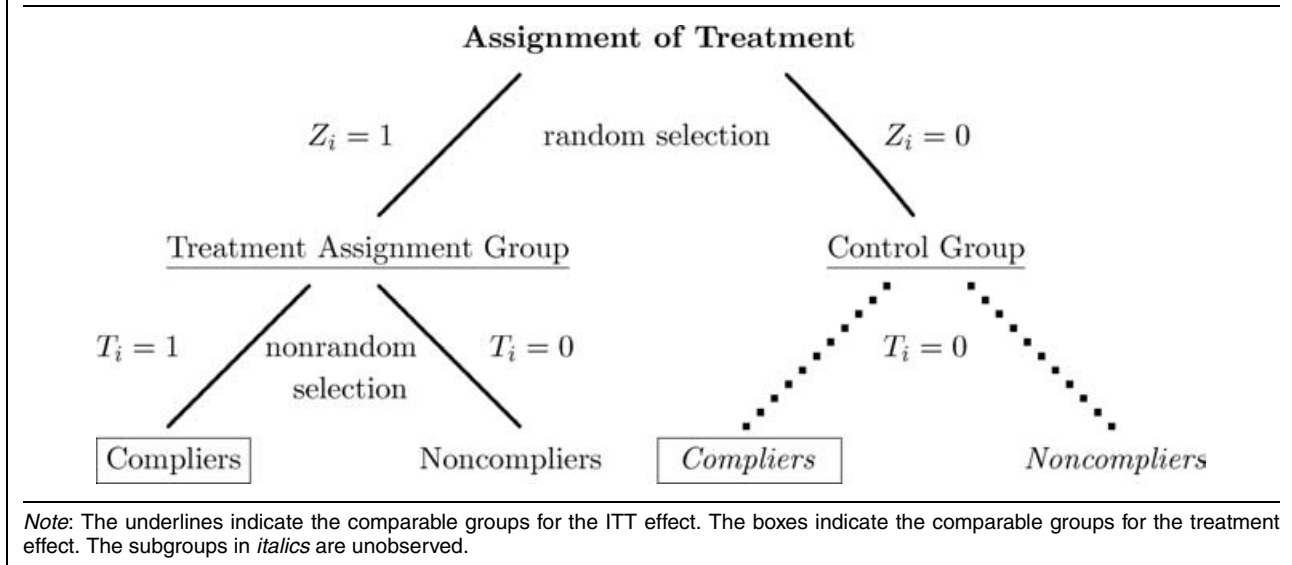 Assignment of Treatment
Z_i = 1 random selection Z_i = 0
Treatment Assignment Group Control Group
T_i = 1 nonrandom T_i = 0 T_i = 0
selection
Compliers Noncompliers Compliers Noncompliers
Note: The underlines indicate the comparable groups for the ITT effect. The boxes indicate the comparable groups for the treatment
effect. The subgroups in italics are unobserved.